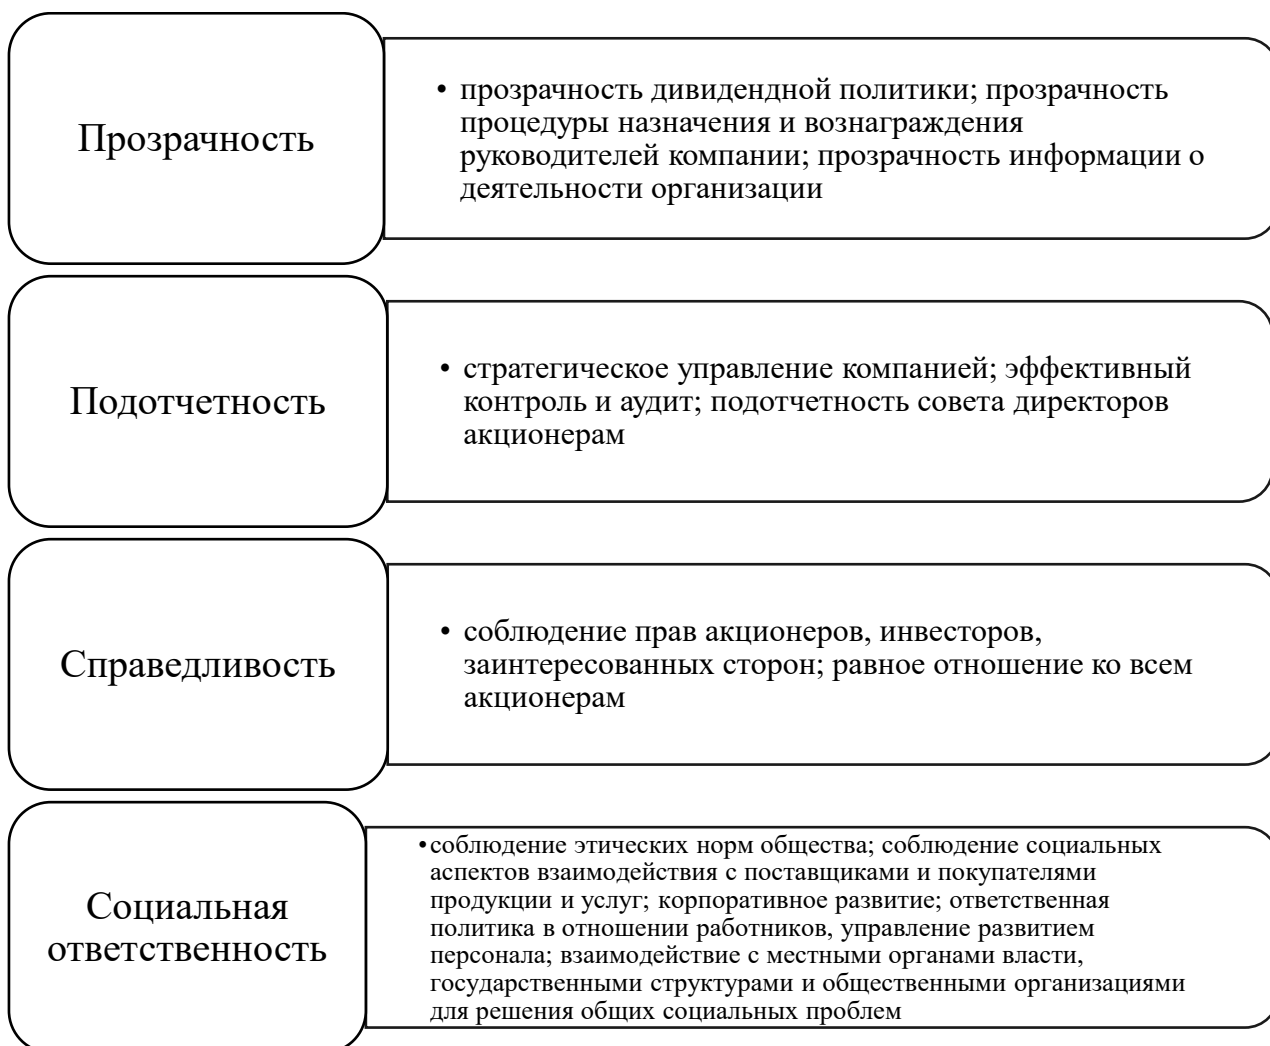 Прозрачность
• прозрачность дивидендной политики; прозрачность
процедуры назначения и вознаграждения
руководителей компании; прозрачность информации о
деятельности организации
Подотчетность
• стратегическое управление компанией; эффективный
контроль и аудит; подотчетность совета директоров
акционерам
Справедливость
• соблюдение прав акционеров, инвесторов,
заинтересованных сторон; равное отношение ко всем
акционерам
Социальная
ответственность
• соблюдение этических норм общества; соблюдение социальных
аспектов взаимодействия с поставщиками и покупателями
продукции и услуг; корпоративное развитие; ответственная
политика в отношении работников, управление развитием
персонала; взаимодействие с местными органами власти,
государственными структурами и общественными организациями
для решения общих социальных проблем